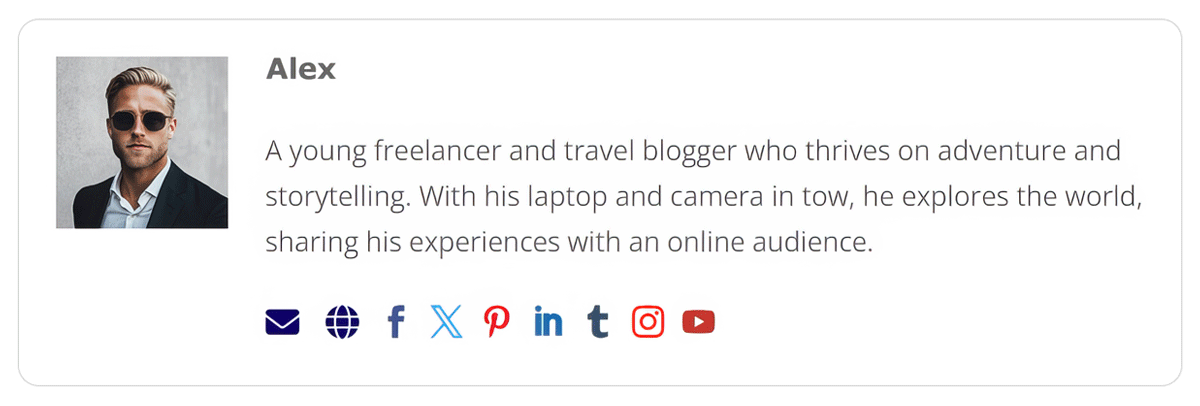 Alex
A young freelancer and travel blogger who thrives on adventure and
storytelling. With his laptop and camera in tow, he explores the world,
sharing his experiences with an online audience.